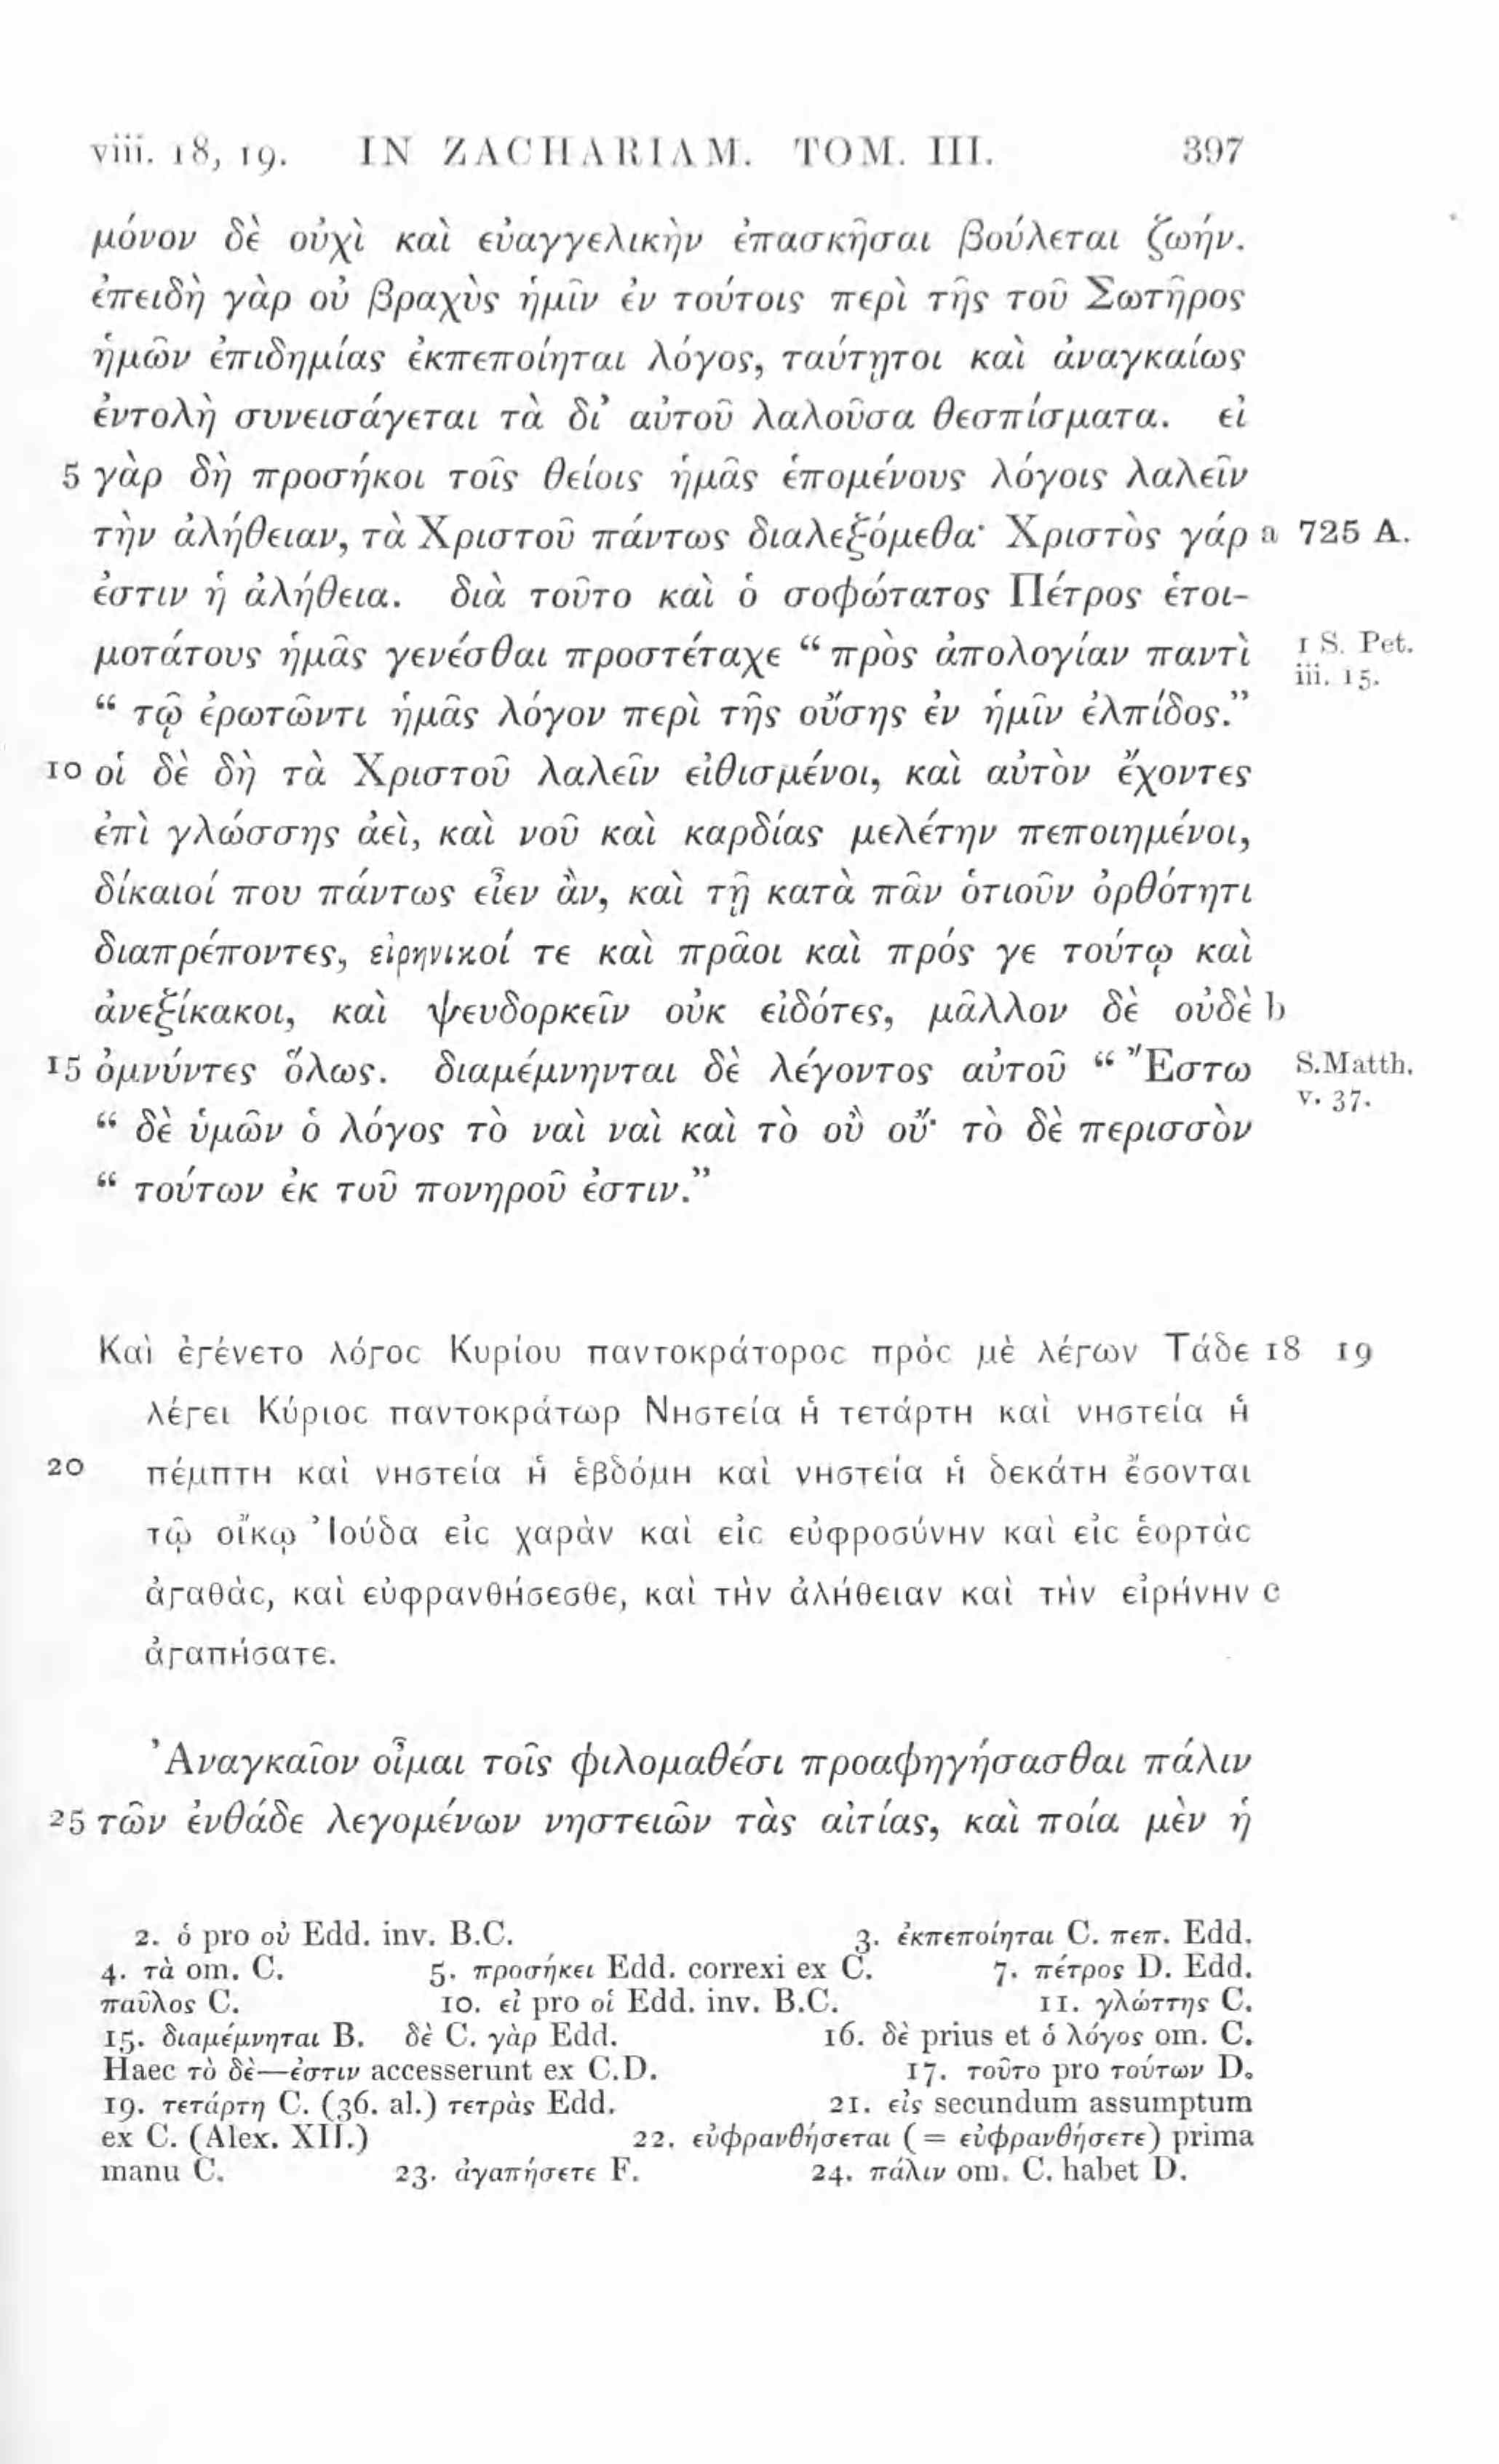 viii. 18, 19. IN ZACHARIAM. TOM. III. 397
μόνον δὲ οὐχὶ καὶ εὐαγγελικὴν ἐπασκῆσαι βούλεται ζωήν.
ἐπειδὴ γὰρ οὐ βραχὺς ἡμῖν ἐν τούτοις περὶ τῆς τοῦ Σωτῆρος
ἡμῶν ἐπιδημίας ἐκπεποίηται λόγος, ταύτῃτοι καὶ ἀναγκαίως
ἐντολὴ συνεισάγεται τὰ δι’ αὐτοῦ λαλοῦσα θεσπίσματα. εἰ
5 γὰρ δὴ προσήκοι τοῖς θείοις ἡμᾶς ἑπομένους λόγοις λαλεῖν
τὴν ἀλήθειαν, τὰ Χριστοῦ πάντως διαλεξόμεθα· Χριστὸς γάρ a 725 A.
ἐστιν ἡ ἀλήθεια. διὰ τοῦτο καὶ ὁ σοφώτατος Πέτρος ἑτοι-
μοτάτους ἡμᾶς γενέσθαι προστέταχε “ πρὸς ἀπολογίαν παντὶ 1 S. Pet. iii. 15.
“ τῷ ἐρωτῶντι ἡμᾶς λόγον περὶ τῆς οὔσης ἐν ἡμῖν ἐλπίδος.”
10 οἱ δὲ δὴ τὰ Χριστοῦ λαλεῖν εἰθισμένοι, καὶ αὐτὸν ἔχοντες
ἐπὶ γλώσσης ἀεὶ, καὶ νοῦ καὶ καρδίας μελέτην πεποιημένοι,
δίκαιοί που πάντως εἶεν ἂν, καὶ τῇ κατὰ πᾶν ὁτιοῦν ὀρθότητι
διαπρέποντες, εἰρηνικοί τε καὶ πρᾶοι καὶ πρός γε τούτῳ καὶ
ἀνεξίκακοι, καὶ ψευδορκεῖν οὐκ εἰδότες, μᾶλλον δὲ οὐδὲ b
15 ὀμνύντες ὅλως. διαμέμνηνται δὲ λέγοντος αὐτοῦ “ Ἔστω S.Matth. v. 37.
“ δὲ ὑμῶν ὁ λόγος τὸ ναὶ ναὶ καὶ τὸ οὒ οὔ· τὸ δὲ περισσὸν
“ τούτων ἐκ τοῦ πονηροῦ ἐστιν.”
Καὶ ἐγένετο λόγος Κυρίου παντοκράτορος πρὸς μὲ λέγων Τάδε 18 19
λέγει Κύριος παντοκράτωρ Νηστεία ἡ τετάρτη καὶ νηστεία ἡ
20 πέμπτη καὶ νηστεία ἡ ἑβδόμη καὶ νηστεία ἡ δεκάτη ἔσονται
τῷ οἴκῳ Ἰούδα εἰς χαρὰν καὶ εἰς εὐφροσύνην καὶ εἰς ἑορτὰς
ἀγαθὰς, καὶ εὐφρανθήσεσθε, καὶ τὴν ἀλήθειαν καὶ τὴν εἰρήνην c
ἀγαπήσατε.
Ἀναγκαῖον οἶμαι τοῖς φιλομαθέσι προαφηγήσασθαι πάλιν
25 τῶν ἐνθάδε λεγομένων νηστειῶν τὰς αἰτίας, καὶ ποία μὲν ἡ
2. ὁ pro οὐ Edd. inv. B.C. 3. ἐκπεποίηται C. πεπ. Edd.
4. τὰ om. C. 5. προσήκει Edd. correxi ex C. 7. πέτρος D. Edd.
παῦλος C. 10. εἰ pro οἱ Edd. inv. B.C. 11. γλώττης C.
15. διαμέμνηται B. δὲ C. γὰρ Edd. 16. δὲ prius et ὁ λόγος om. C.
Haec τὸ δὲ—ἐστιν accesserunt ex C.D. 17. τοῦτο pro τούτων D.
19. τετάρτη C. (36. al.) τετρὰς Edd. 21. εἰς secundum assumptum
ex C. (Alex. XII.) 22. εὐφρανθήσεται ( = εὐφρανθήσετε) prima
manu C. 23. ἀγαπήσετε F. 24. πάλιν om. C. habet D.